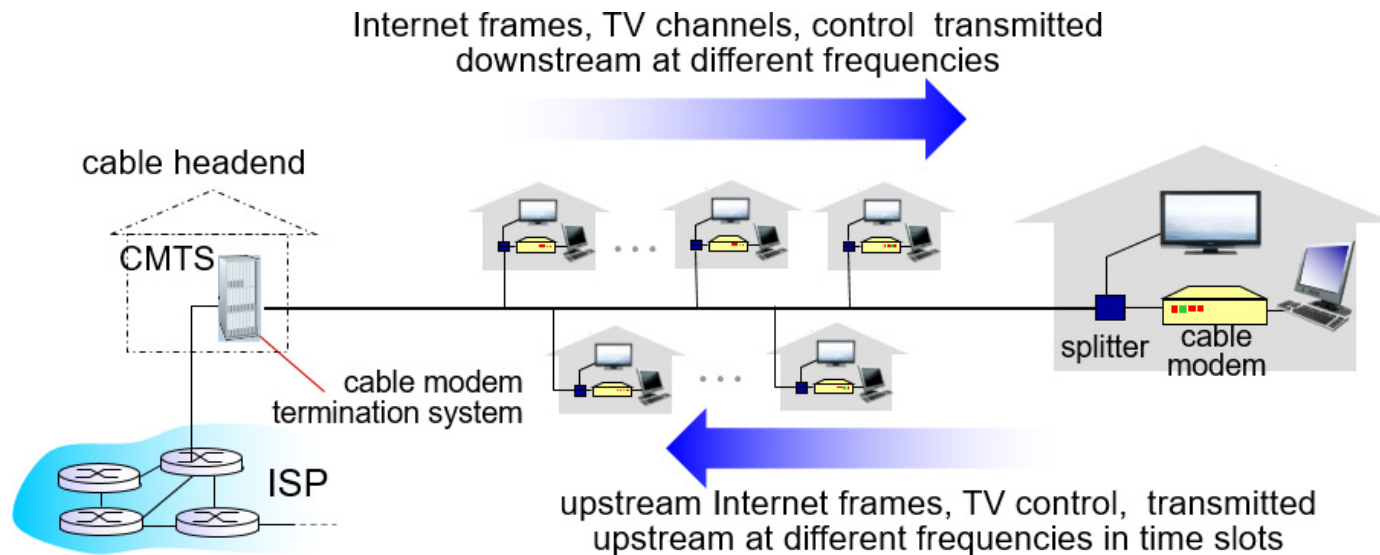 Internet frames, TV channels, control  transmitted
downstream at different frequencies
cable headend
CMTS
cable modem
termination system
splitter
cable
modem
ISP
upstream Internet frames, TV control,  transmitted
upstream at different frequencies in time slots